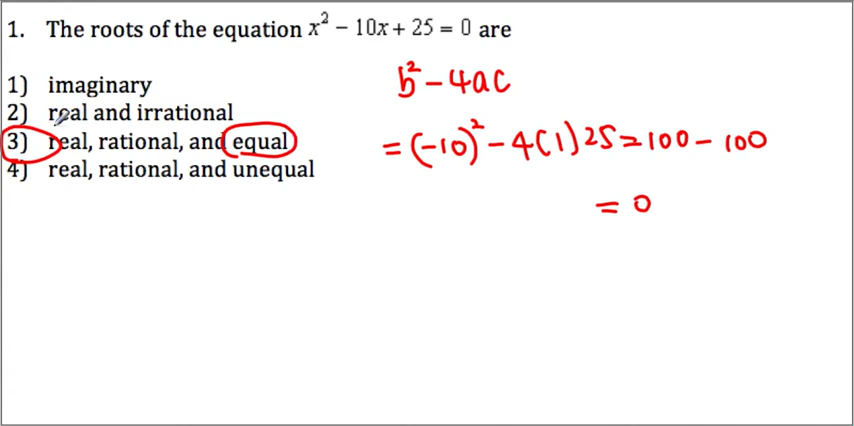 1. The roots of the equation x² − 10x + 25 = 0 are
1) imaginary
2) real and irrational
3) real, rational, and equal
4) real, rational, and unequal
b² − 4ac
= (−10)² − 4(1)25 = 100 − 100
= 0